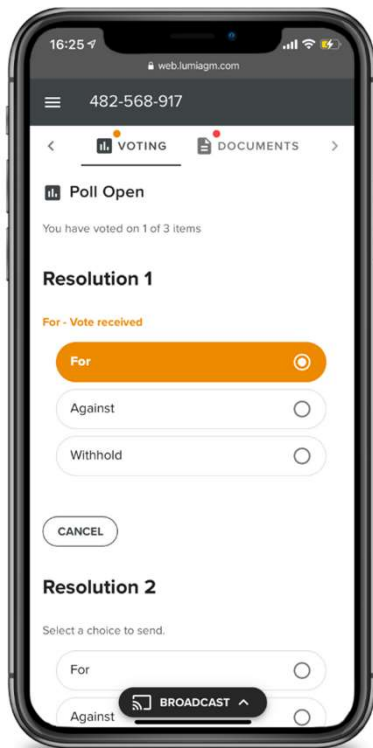 16:25
web.lumiagm.com
482-568-917
VOTING
DOCUMENTS
Poll Open
You have voted on 1 of 3 items
Resolution 1
For - Vote received
For
Against
Withhold
CANCEL
Resolution 2
Select a choice to send.
For
BROADCAST
Against